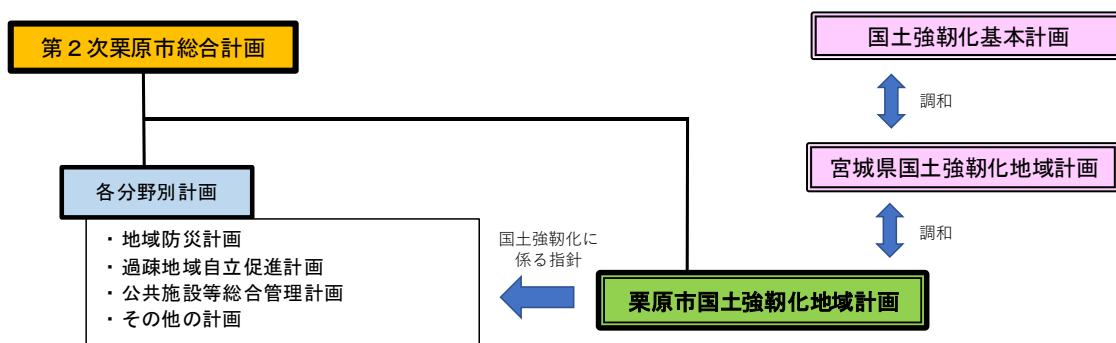 第２次栗原市総合計画
国土強靭化基本計画
調和
宮城県国土強靭化地域計画
調和
各分野別計画
・地域防災計画
・過疎地域自立促進計画
・公共施設等総合管理計画
・その他の計画
国土強靭化に
係る指針
栗原市国土強靭化地域計画